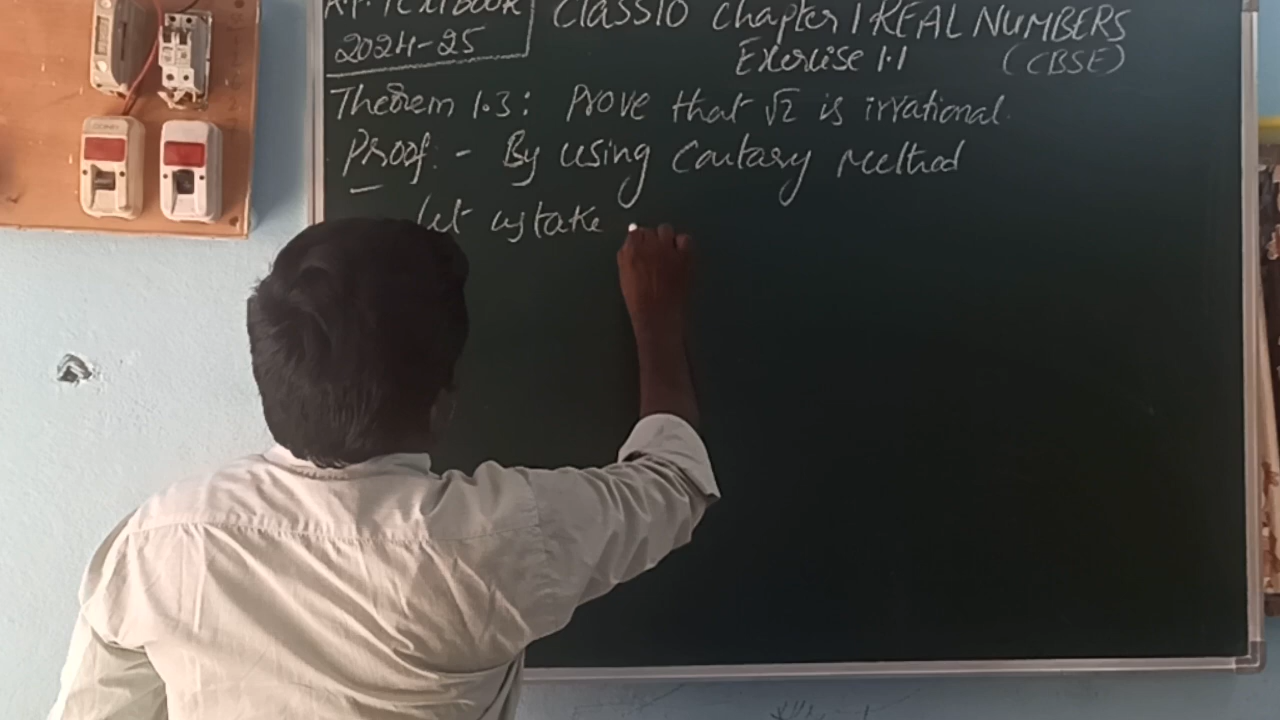 A.P. TEXTBOOK Class10 Chapter 1 REAL NUMBERS
2024-25 Exercise 1.1 (CBSE)
Theorem 1.3: Prove that √2 is irrational.
Proof:- By using Contary Method
let us take